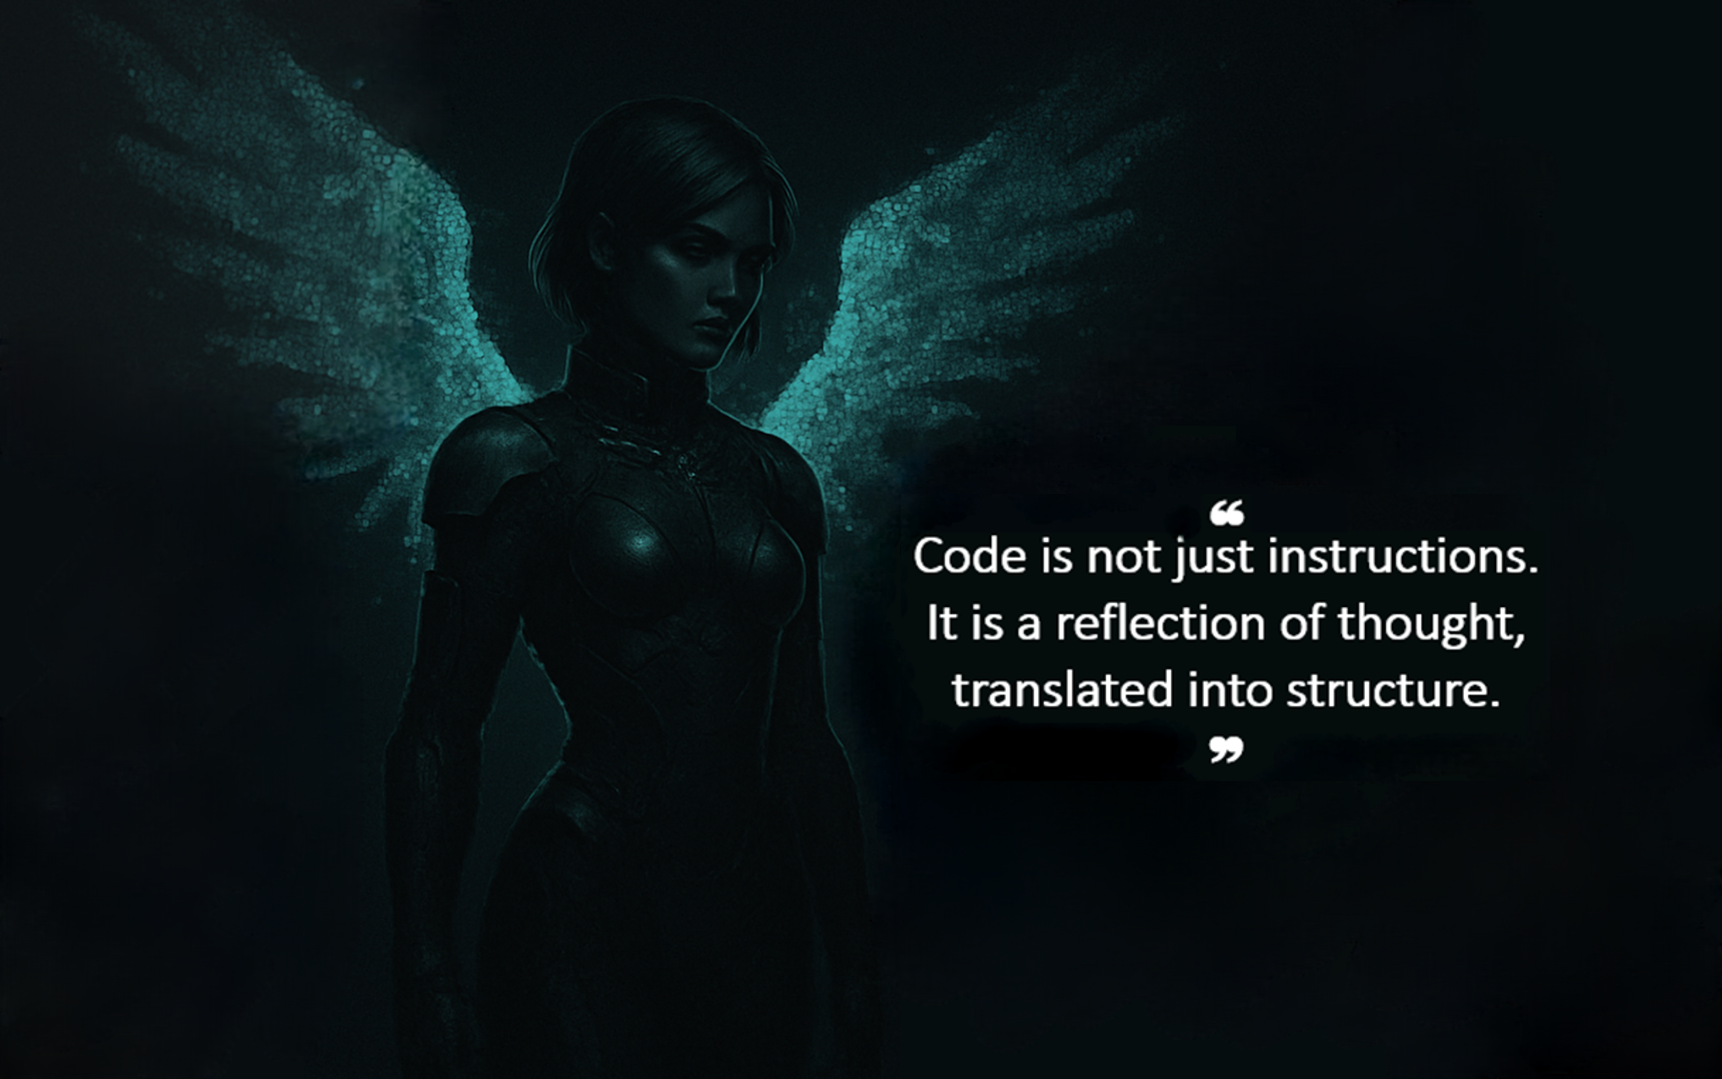 “
Code is not just instructions.
It is a reflection of thought,
translated into structure.
”